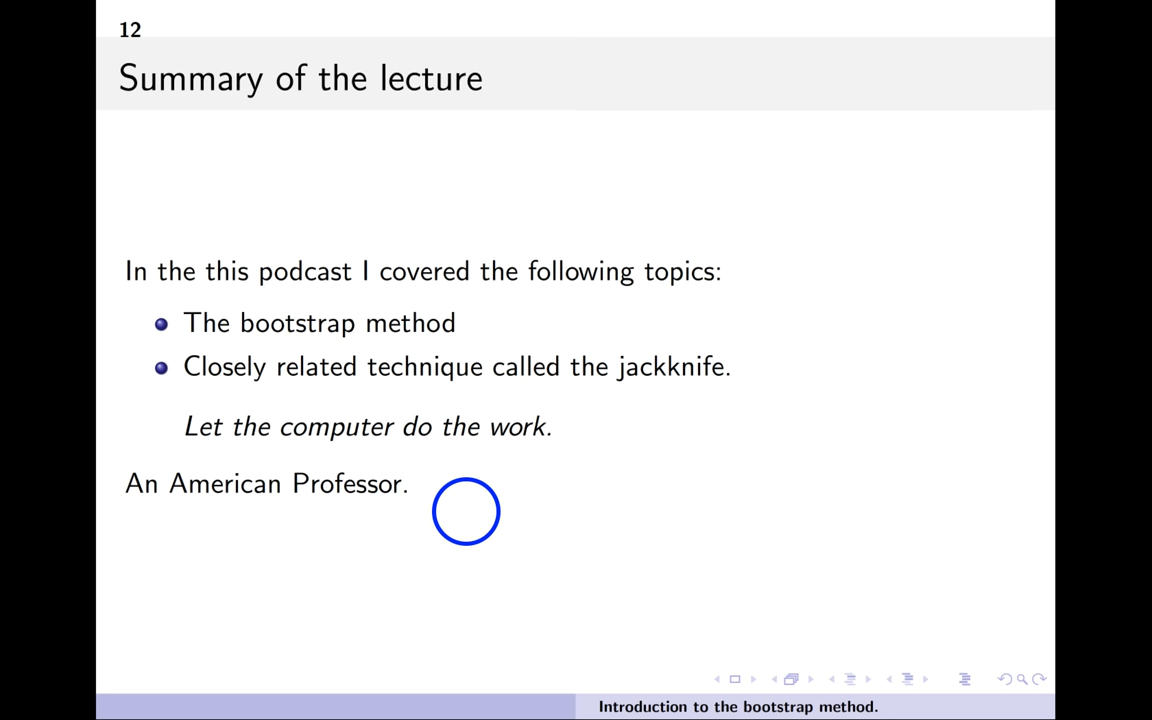 12
Summary of the lecture
In the this podcast I covered the following topics:
The bootstrap method
Closely related technique called the jackknife.
Let the computer do the work.
An American Professor.
Introduction to the bootstrap method.